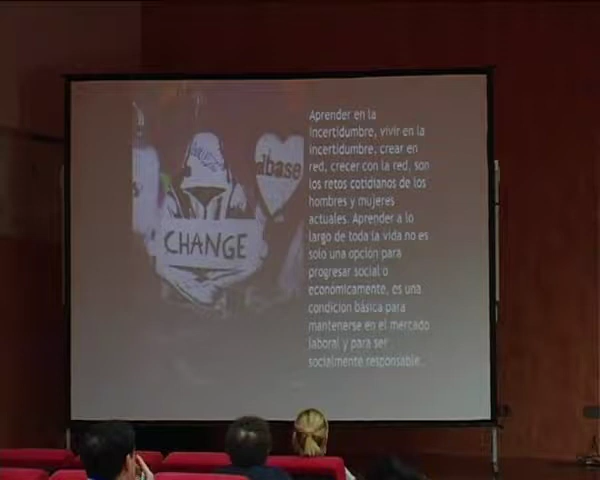 Aprender en la
incertidumbre, vivir en la
incertidumbre, crear en
red, crecer con la red, son
los retos cotidianos de los
hombres y mujeres
actuales. Aprender a lo
largo de toda la vida no es
solo una opción para
progresar social o
económicamente, es una
condición básica para
mantenerse en el mercado
laboral y para ser
socialmente responsable.
dbase
CHANGE